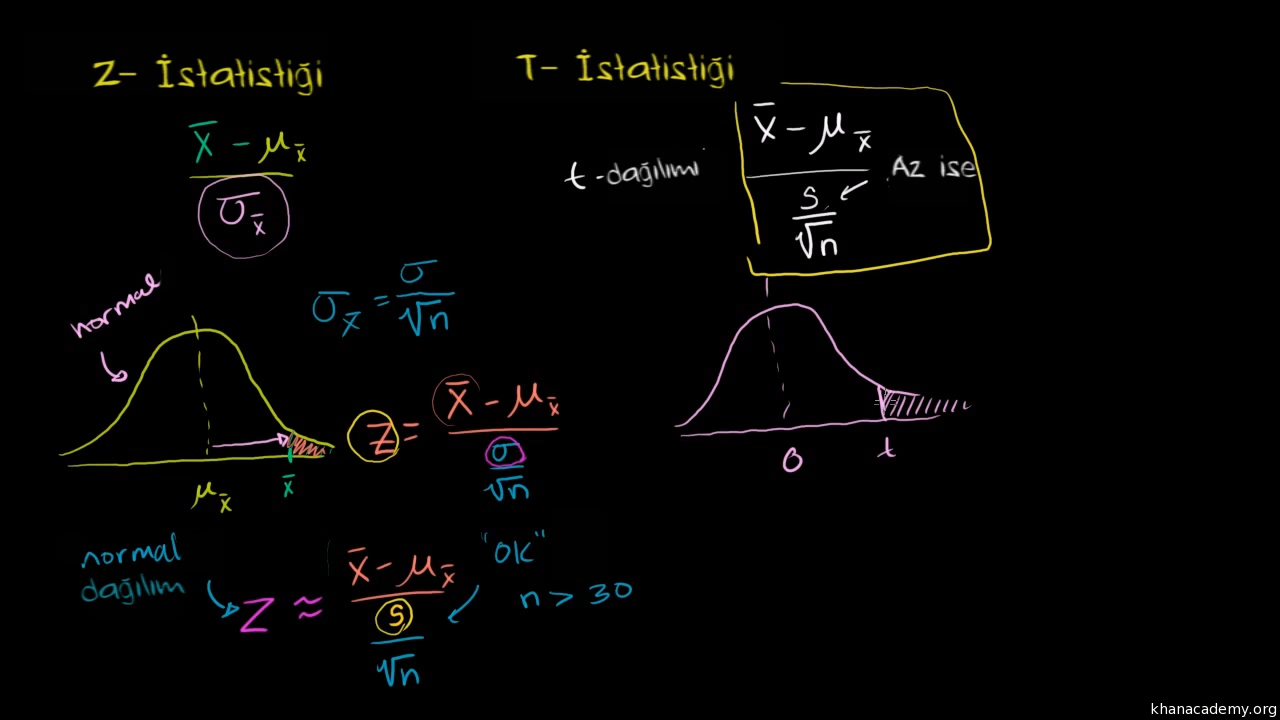 Z- İstatistiği
x̄ - μx̄
σx̄
normal
σx̄ = σ
√n
μx̄
x̄
z = x̄ - μx̄
σ
√n
normal
dağılım
Z ≈ x̄ - μx̄
s
√n
"OK"
n > 30
T- İstatistiği
t -dağılımı
x̄ - μx̄
s
√n
Az ise
0
t
khanacademy.org